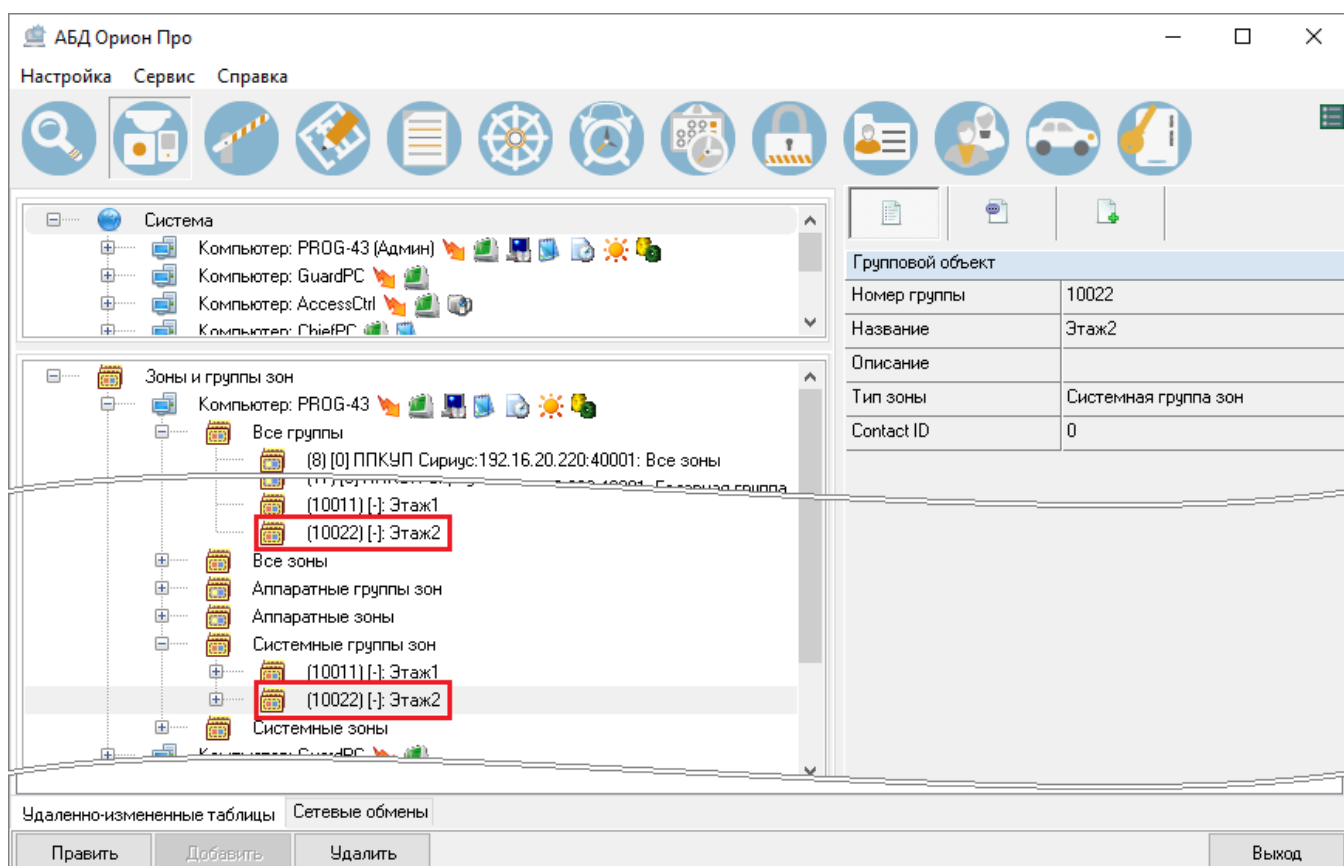 АБД Орион Про
Настройка Сервис Справка
Система
Компьютер: PROG-43 (Админ)
Компьютер: GuardPC
Компьютер: AccessCtrl
Компьютер: ChiefPC
Зоны и группы зон
Компьютер: PROG-43
Все группы
(8) [0] ППКУП Сириус:192.16.20.220:40001: Все зоны
(10011) [-]: Этаж1
(10022) [-]: Этаж2
Все зоны
Аппаратные группы зон
Аппаратные зоны
Системные группы зон
(10011) [-]: Этаж1
(10022) [-]: Этаж2
Системные зоны
Компьютер: GuardPC
Групповой объект
Номер группы 10022
Название Этаж2
Описание
Тип зоны Системная группа зон
Contact ID 0
Удаленно-измененные таблицы Сетевые обмены
Править Добавить Удалить Выход